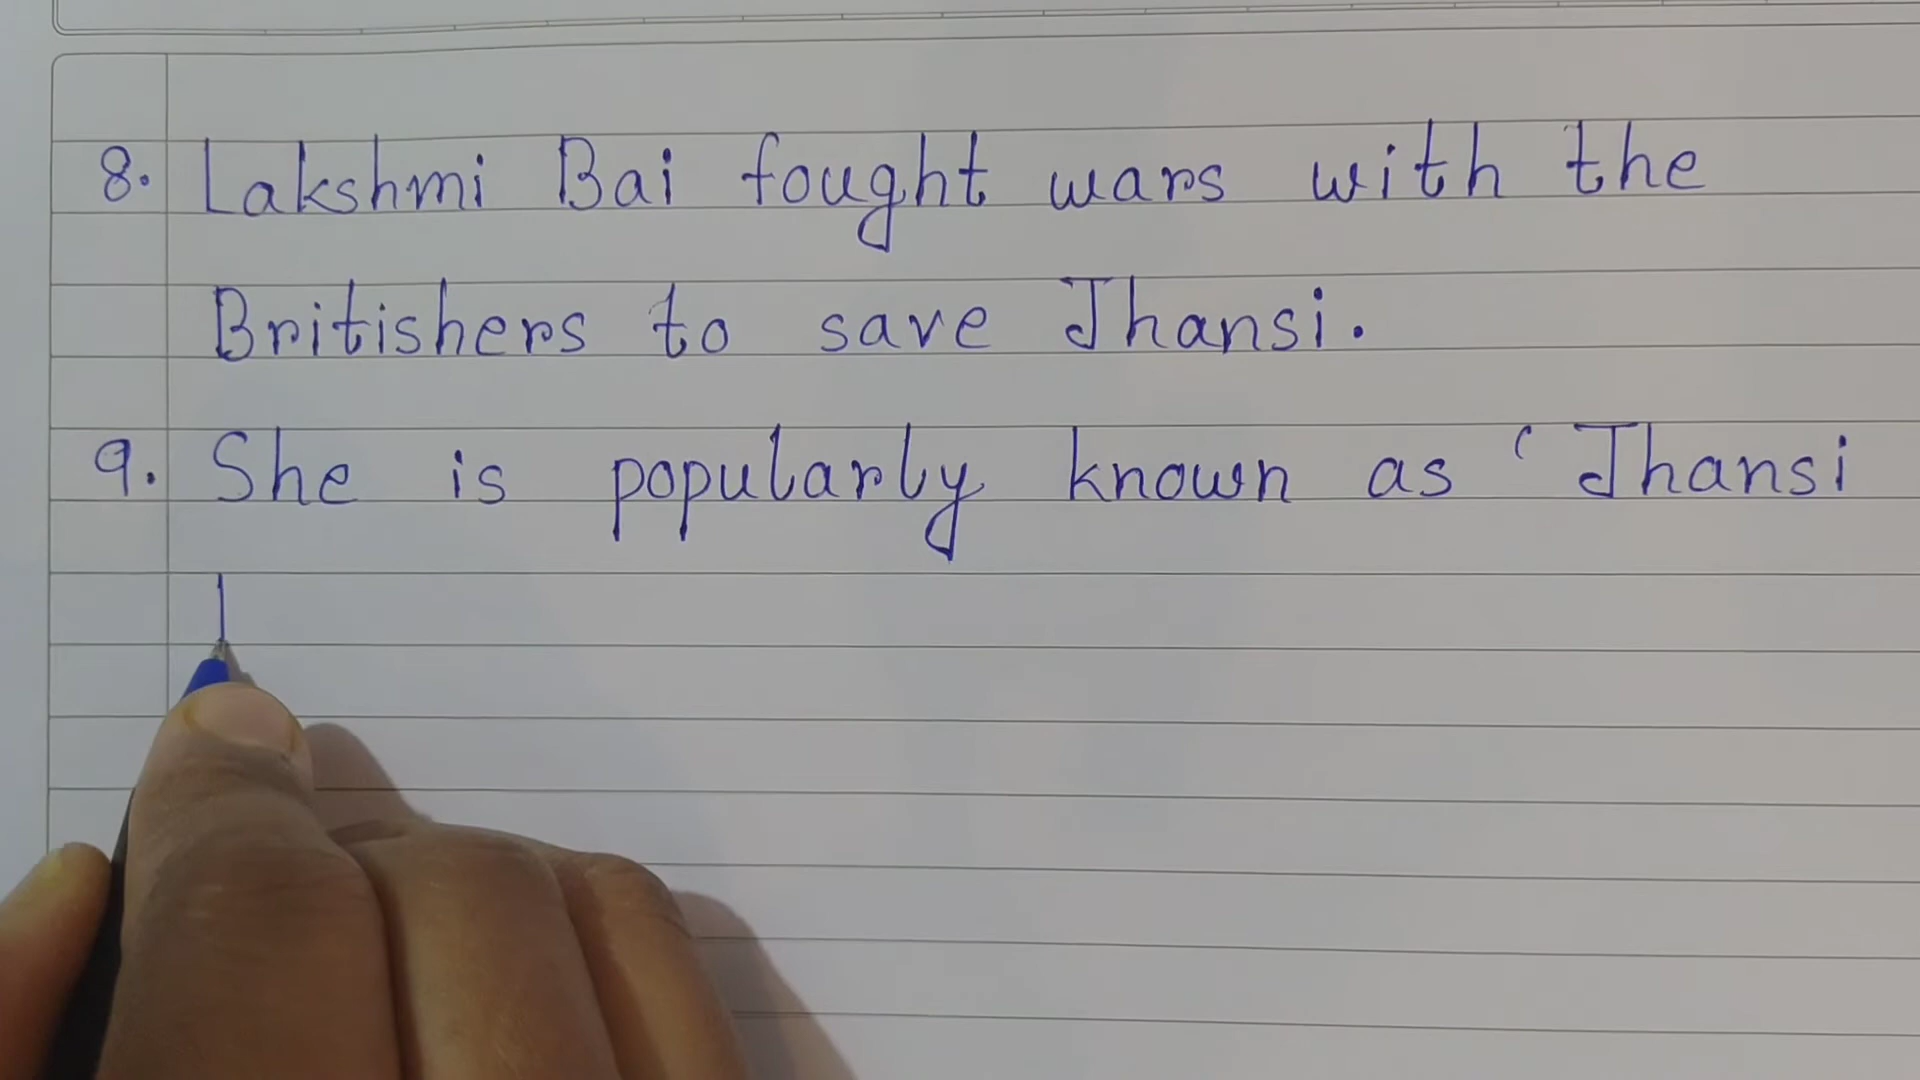 8. Lakshmi Bai fought wars with the
Britishers to save Jhansi.
9. She is popularly known as ‘Jhansi